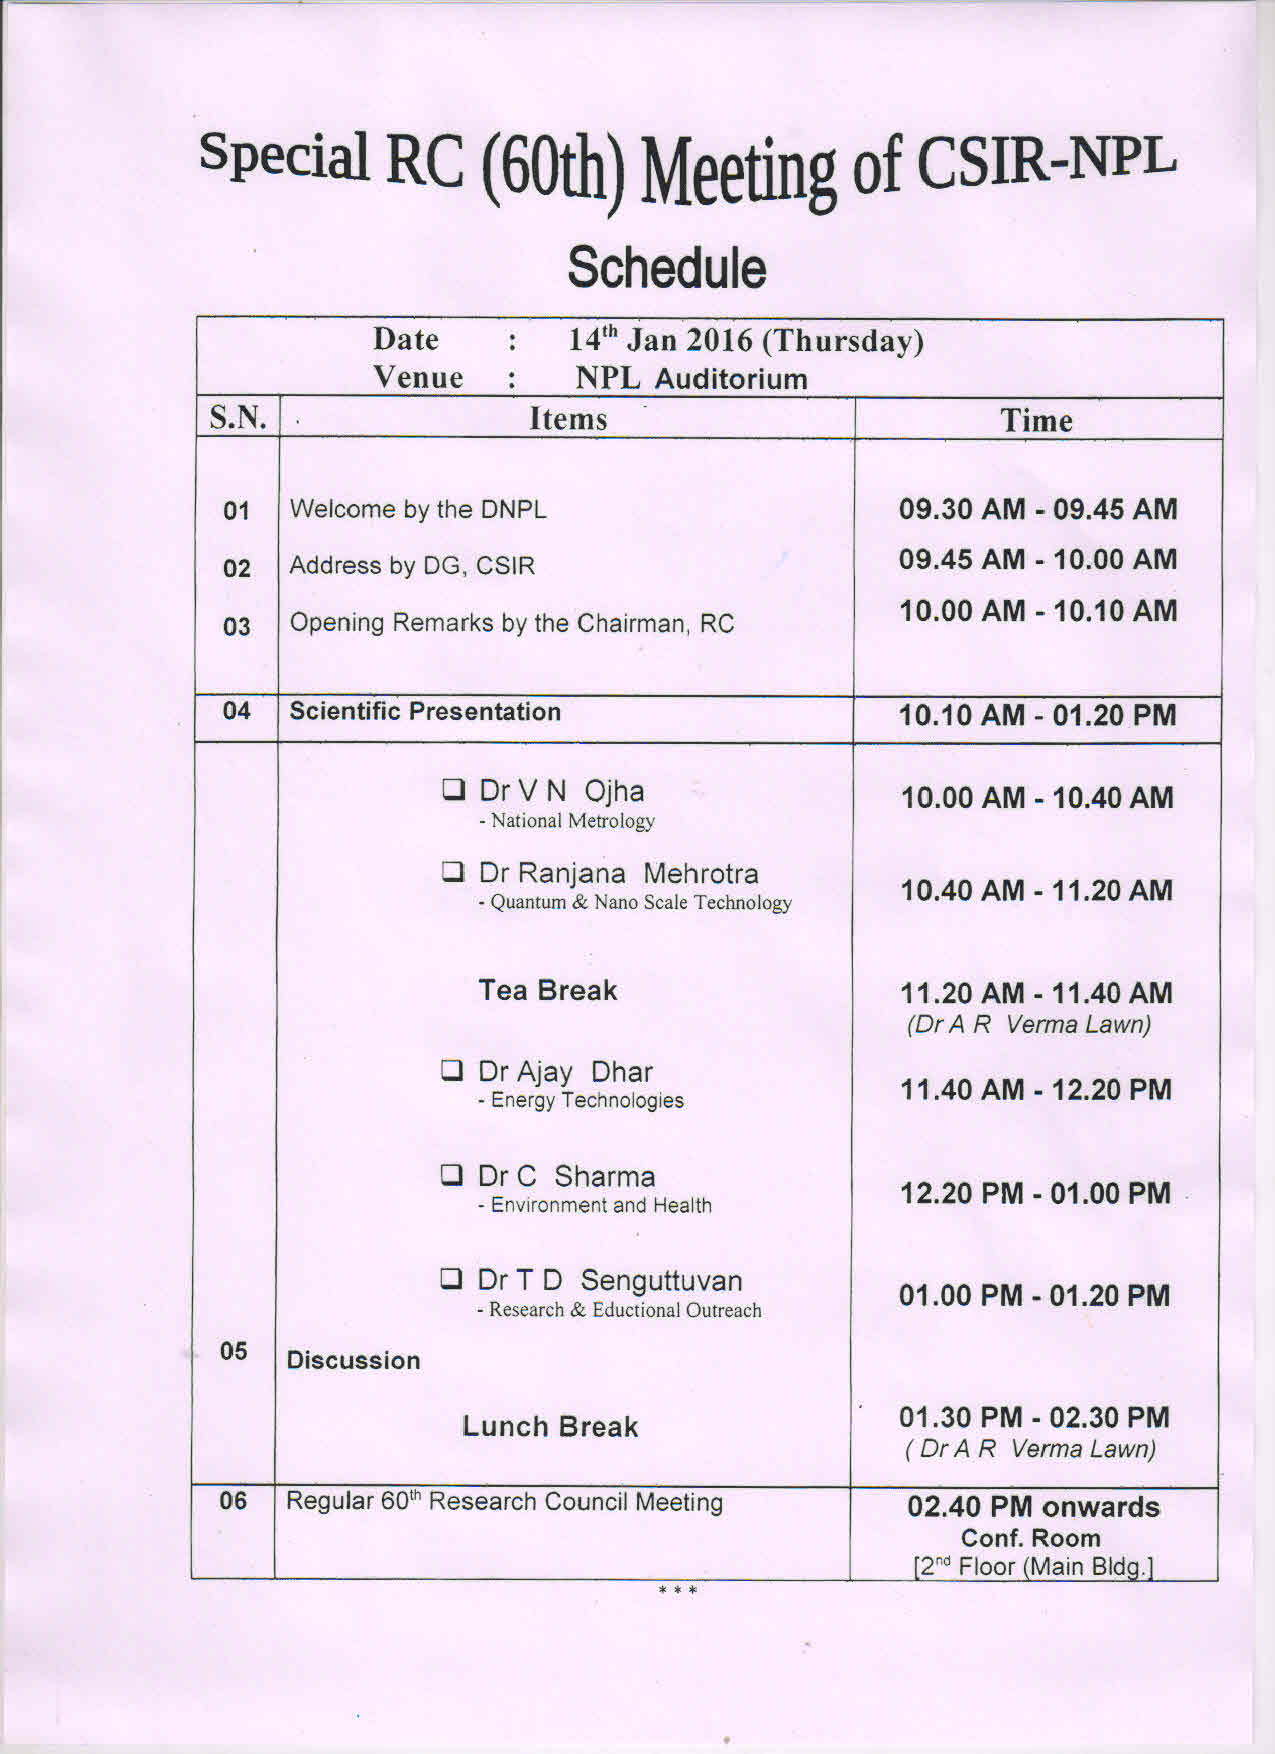 Special RC (60th) Meeting of CSIR-NPL
Schedule
Date : 14th Jan 2016 (Thursday)
Venue : NPL Auditorium
S.N. Items Time
01 Welcome by the DNPL 09.30 AM - 09.45 AM
02 Address by DG, CSIR 09.45 AM - 10.00 AM
03 Opening Remarks by the Chairman, RC 10.00 AM - 10.10 AM
04 Scientific Presentation 10.10 AM - 01.20 PM
❑ Dr V N Ojha 10.00 AM - 10.40 AM
- National Metrology
❑ Dr Ranjana Mehrotra 10.40 AM - 11.20 AM
- Quantum & Nano Scale Technology
Tea Break 11.20 AM - 11.40 AM
(Dr A R Verma Lawn)
❑ Dr Ajay Dhar 11.40 AM - 12.20 PM
- Energy Technologies
❑ Dr C Sharma 12.20 PM - 01.00 PM
- Environment and Health
❑ Dr T D Senguttuvan 01.00 PM - 01.20 PM
- Research & Eductional Outreach
05 Discussion
Lunch Break 01.30 PM - 02.30 PM
( Dr A R Verma Lawn)
06 Regular 60th Research Council Meeting 02.40 PM onwards
Conf. Room
[2nd Floor (Main Bldg.]
* * *